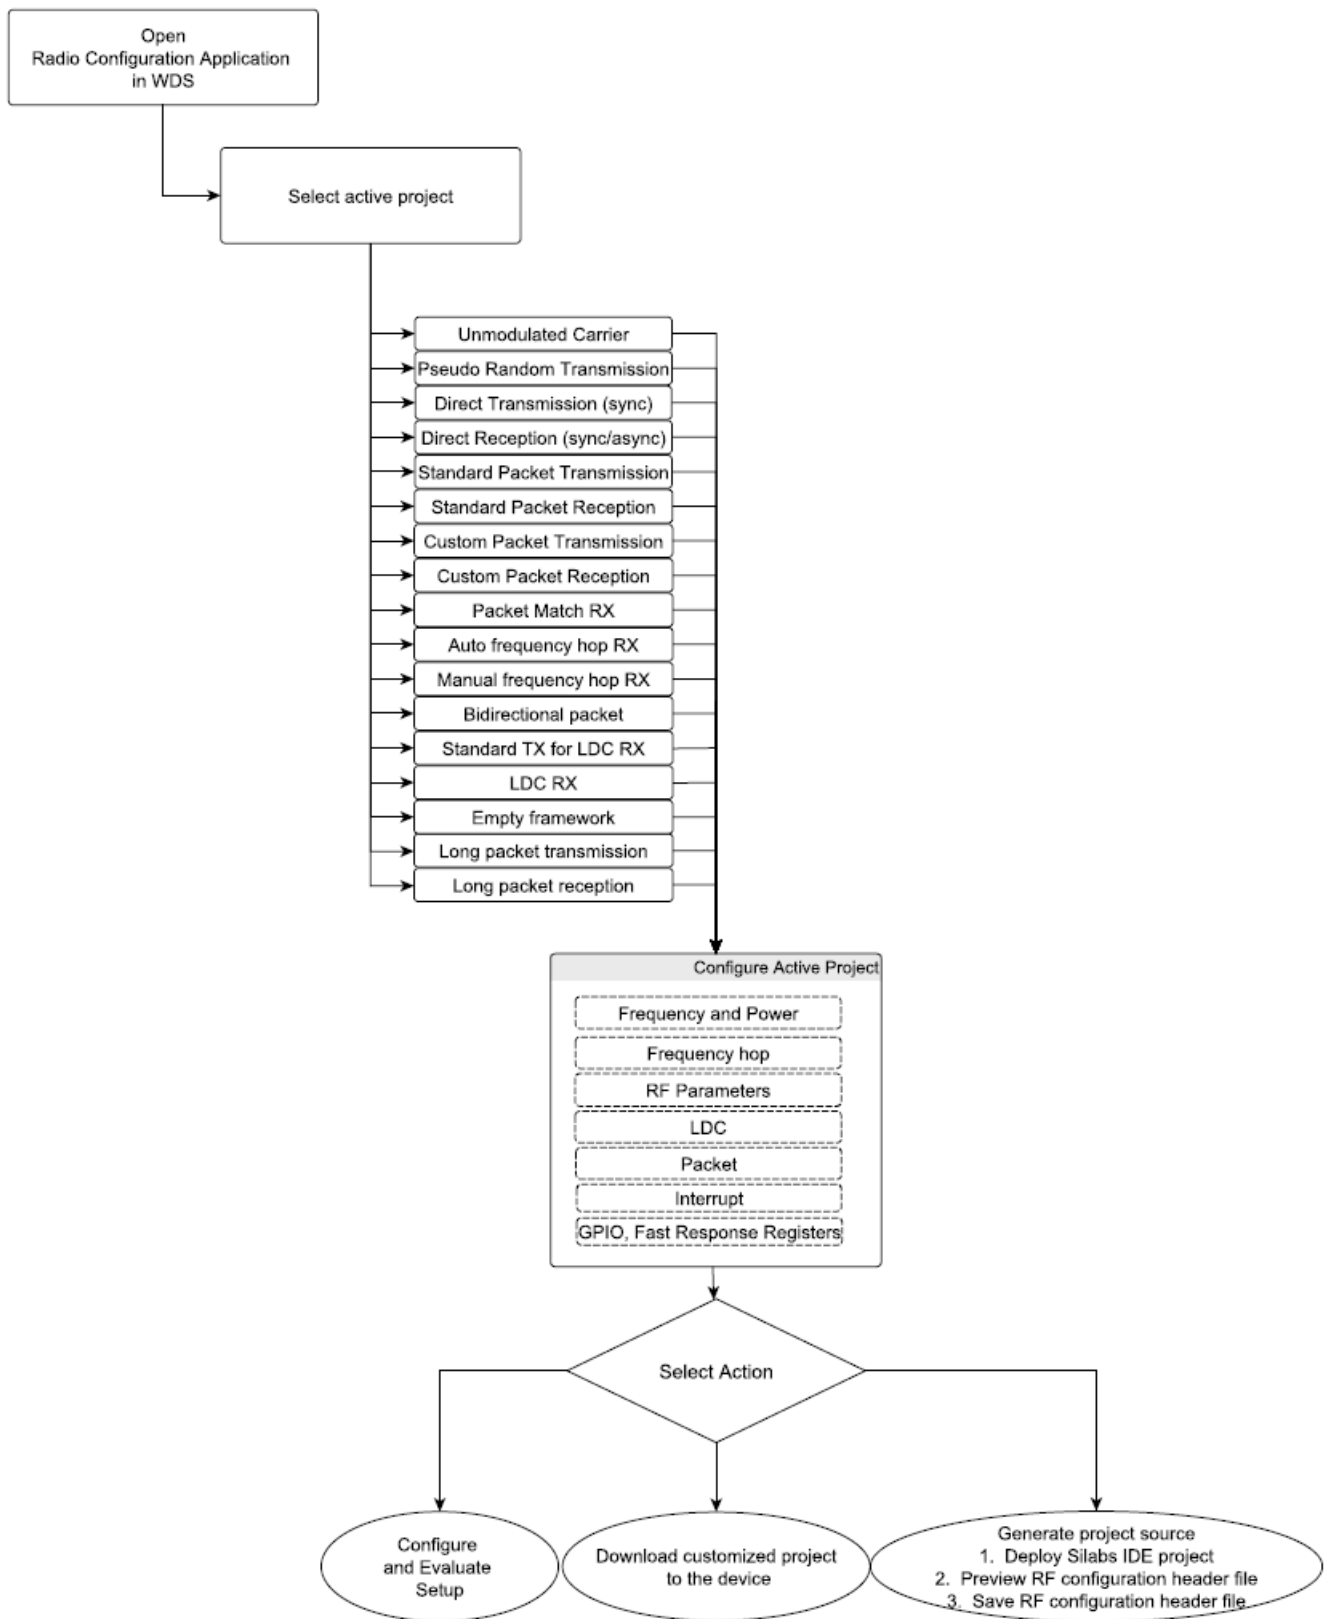 Open
Radio Configuration Application
in WDS
Select active project
Unmodulated Carrier
Pseudo Random Transmission
Direct Transmission (sync)
Direct Reception (sync/async)
Standard Packet Transmission
Standard Packet Reception
Custom Packet Transmission
Custom Packet Reception
Packet Match RX
Auto frequency hop RX
Manual frequency hop RX
Bidirectional packet
Standard TX for LDC RX
LDC RX
Empty framework
Long packet transmission
Long packet reception
Configure Active Project
Frequency and Power
Frequency hop
RF Parameters
LDC
Packet
Interrupt
GPIO, Fast Response Registers
Select Action
Configure
and Evaluate
Setup
Download customized project
to the device
Generate project source
1. Deploy Silabs IDE project
2. Preview RF configuration header file
3. Save RF configuration header file